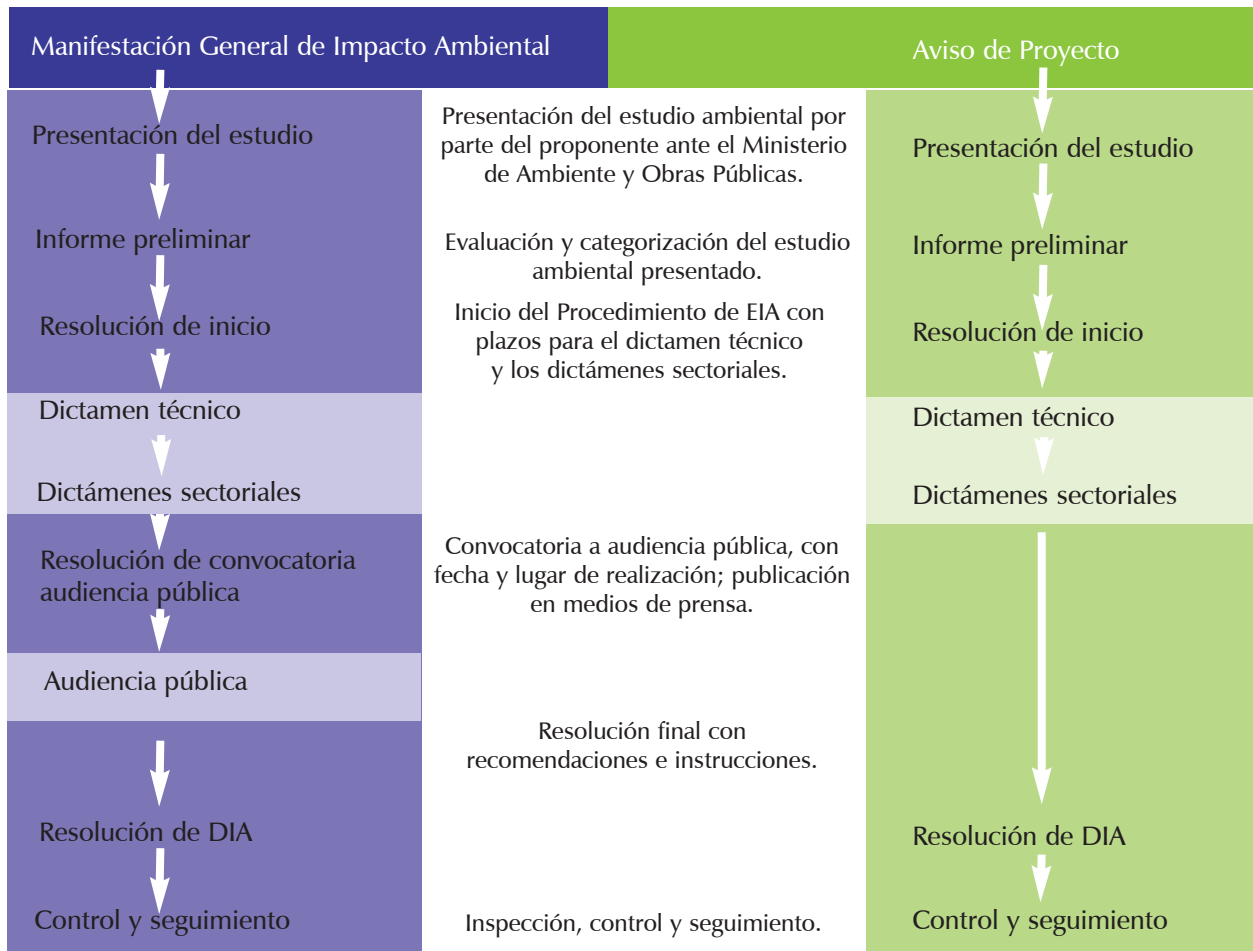 Manifestación General de Impacto Ambiental
Aviso de Proyecto
Presentación del estudio
Presentación del estudio ambiental por
parte del proponente ante el Ministerio
de Ambiente y Obras Públicas.
Presentación del estudio
Informe preliminar
Evaluación y categorización del estudio
ambiental presentado.
Informe preliminar
Resolución de inicio
Inicio del Procedimiento de EIA con
plazos para el dictamen técnico
y los dictámenes sectoriales.
Resolución de inicio
Dictamen técnico
Dictamen técnico
Dictámenes sectoriales
Dictámenes sectoriales
Resolución de convocatoria
audiencia pública
Convocatoria a audiencia pública, con
fecha y lugar de realización; publicación
en medios de prensa.
Audiencia pública
Resolución final con
recomendaciones e instrucciones.
Resolución de DIA
Resolución de DIA
Control y seguimiento
Inspección, control y seguimiento.
Control y seguimiento